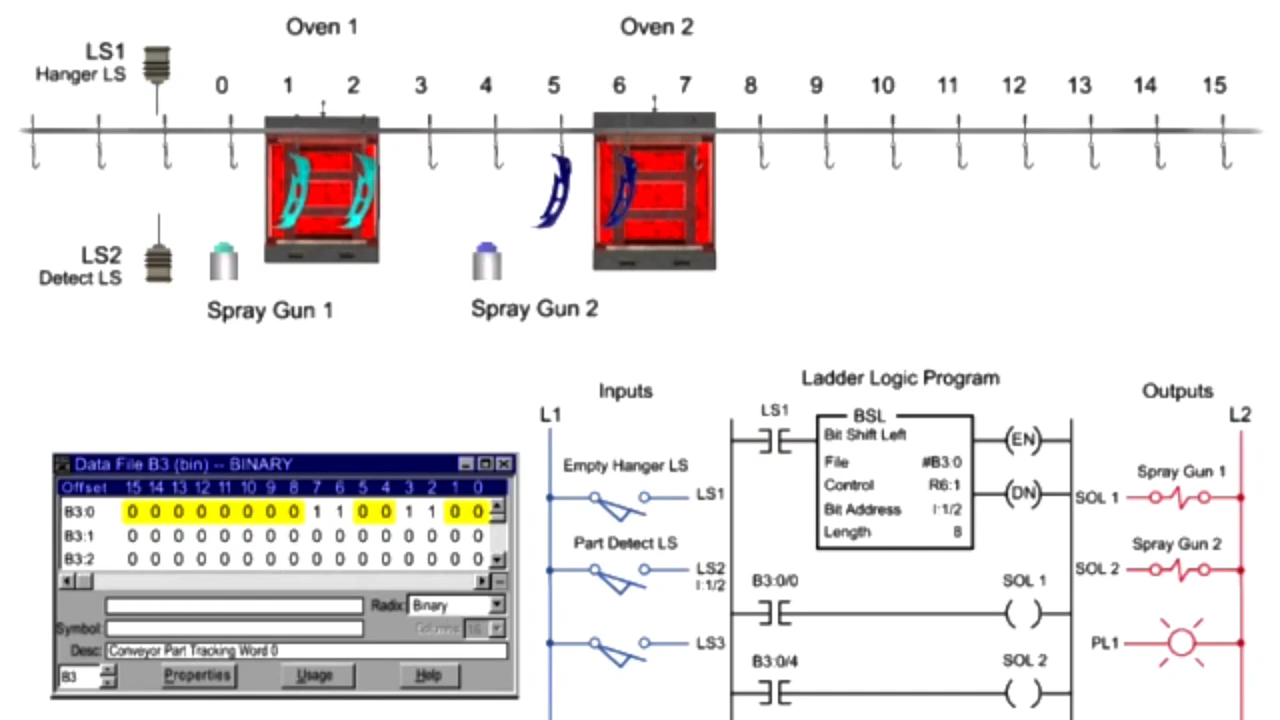 Oven 1
Oven 2
LS1
Hanger LS
0 1 2 3 4 5 6 7 8 9 10 11 12 13 14 15
LS2
Detect LS
Spray Gun 1
Spray Gun 2
Ladder Logic Program
Inputs
Outputs
L1
L2
LS1
BSL
Bit Shift Left
File #B3:0
Control R6:1
Bit Address I:1/2
Length 8
(EN)
(DN)
Empty Hanger LS
LS1
Part Detect LS
LS2
I:1/2
LS3
B3:0/0
SOL 1
B3:0/4
SOL 2
Spray Gun 1
SOL 1
Spray Gun 2
SOL 2
PL1
Data File B3 (bin) -- BINARY
Offset 15 14 13 12 11 10 9 8 7 6 5 4 3 2 1 0
B3:0 0 0 0 0 0 0 0 0 1 1 0 0 1 1 0 0
B3:1 0 0 0 0 0 0 0 0 0 0 0 0 0 0 0 0
B3:2 0 0 0 0 0 0 0 0 0 0 0 0 0 0 0 0
Radix: Binary
Symbol: Columns: 16
Desc: Conveyor Part Tracking Word 0
B3 Properties Usage Help